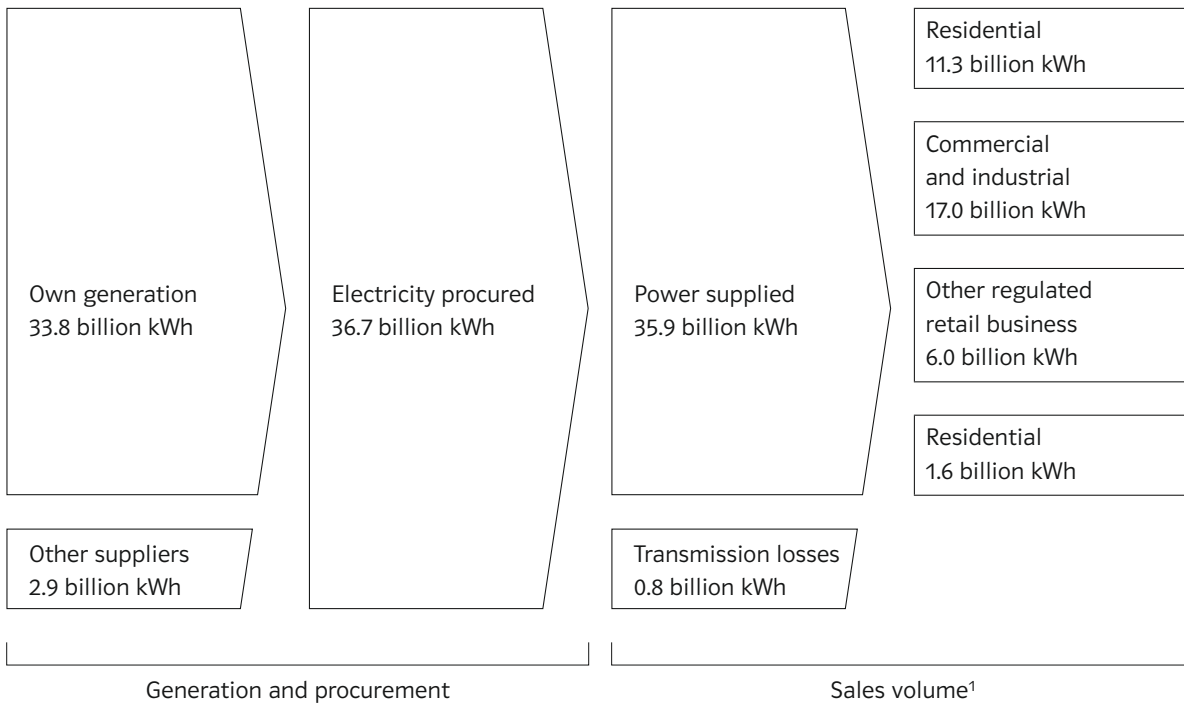 Own generation
33.8 billion kWh
Other suppliers
2.9 billion kWh
Electricity procured
36.7 billion kWh
Power supplied
35.9 billion kWh
Transmission losses
0.8 billion kWh
Residential
11.3 billion kWh
Commercial
and industrial
17.0 billion kWh
Other regulated
retail business
6.0 billion kWh
Residential
1.6 billion kWh
Generation and procurement
Sales volume¹